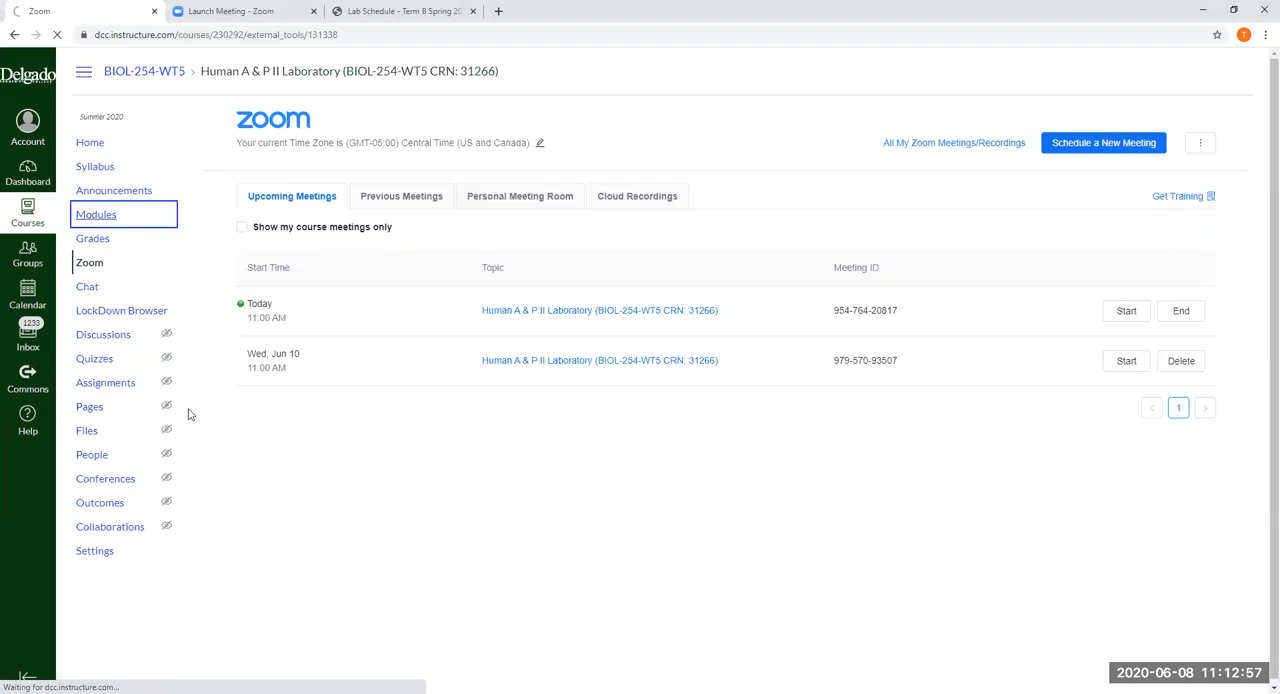 Zoom
Launch Meeting - Zoom
Lab Schedule - Term B Spring 20
dcc.instructure.com/courses/230292/external_tools/131338
T
Delgado
BIOL-254-WT5 › Human A & P II Laboratory (BIOL-254-WT5 CRN: 31266)
Account
Dashboard
Courses
Groups
Calendar
1233
Inbox
Commons
Help
Summer 2020
Home
Syllabus
Announcements
Modules
Grades
Zoom
Chat
LockDown Browser
Discussions
Quizzes
Assignments
Pages
Files
People
Conferences
Outcomes
Collaborations
Settings
zoom
Your current Time Zone is (GMT-05:00) Central Time (US and Canada).
All My Zoom Meetings/Recordings
Schedule a New Meeting
Upcoming Meetings Previous Meetings Personal Meeting Room Cloud Recordings
Get Training
Show my course meetings only
Start Time Topic Meeting ID
Today
11:00 AM
Human A & P II Laboratory (BIOL-254-WT5 CRN: 31266) 954-764-20817 Start End
Wed, Jun 10
11:00 AM
Human A & P II Laboratory (BIOL-254-WT5 CRN: 31266) 979-570-93507 Start Delete
< 1 >
2020-06-08 11:12:57
Waiting for dcc.instructure.com...